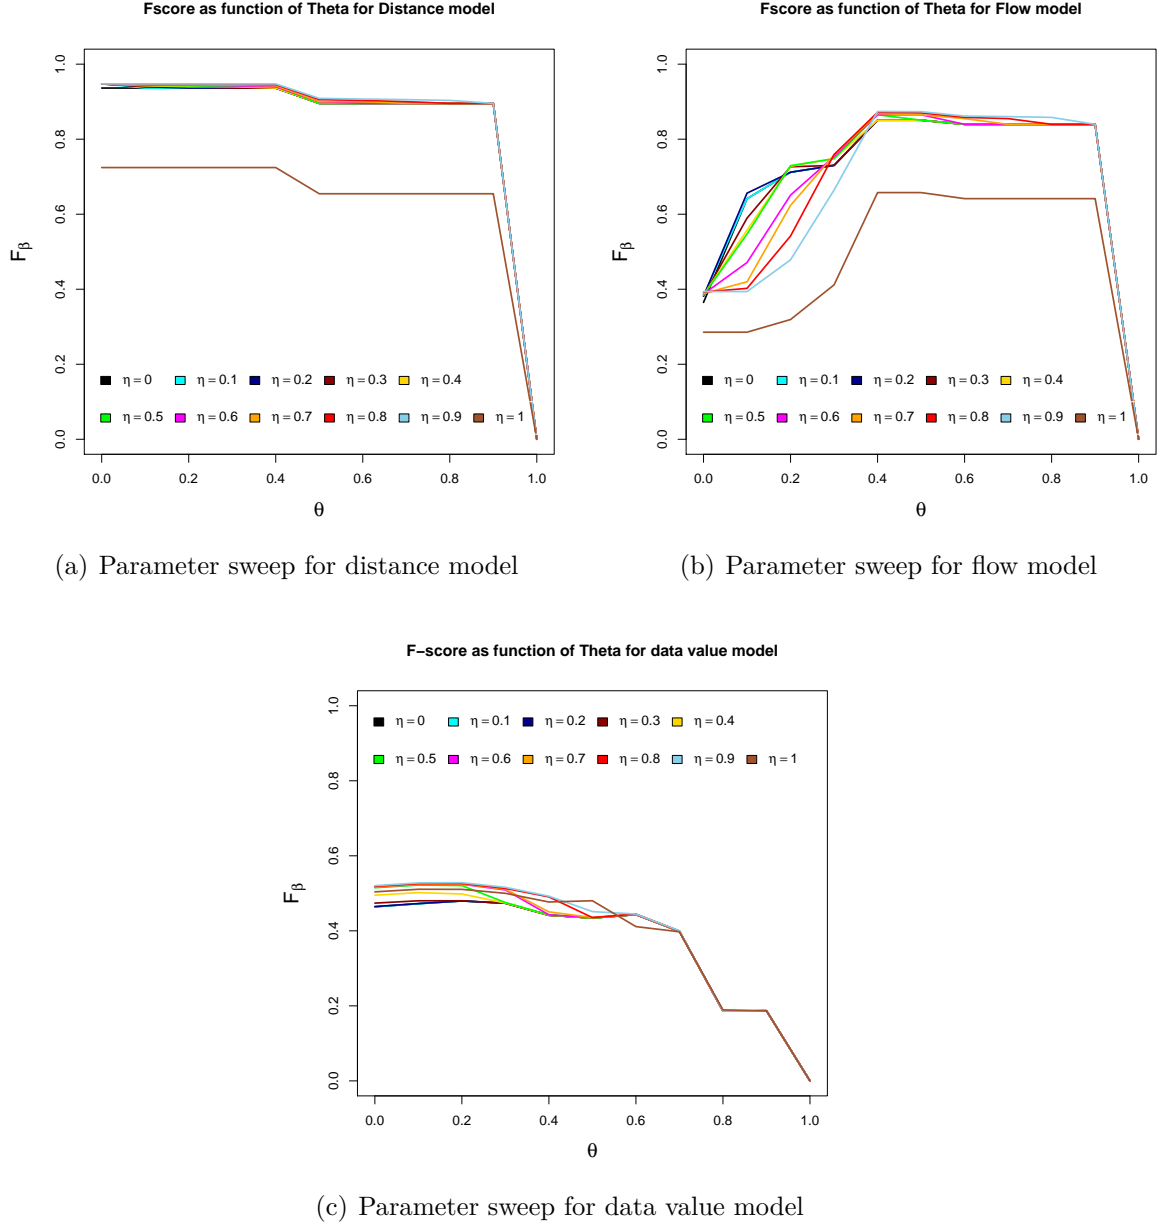 Fscore as function of Theta for Distance model
1.0
0.8
0.6
0.4
0.2
0.0
Fβ
η = 0 η = 0.1 η = 0.2 η = 0.3 η = 0.4
η = 0.5 η = 0.6 η = 0.7 η = 0.8 η = 0.9 η = 1
0.0 0.2 0.4 0.6 0.8 1.0
θ
(a) Parameter sweep for distance model
Fscore as function of Theta for Flow model
1.0
0.8
0.6
0.4
0.2
0.0
Fβ
η = 0 η = 0.1 η = 0.2 η = 0.3 η = 0.4
η = 0.5 η = 0.6 η = 0.7 η = 0.8 η = 0.9 η = 1
0.0 0.2 0.4 0.6 0.8 1.0
θ
(b) Parameter sweep for flow model
F−score as function of Theta for data value model
1.0
0.8
0.6
0.4
0.2
0.0
Fβ
η = 0 η = 0.1 η = 0.2 η = 0.3 η = 0.4
η = 0.5 η = 0.6 η = 0.7 η = 0.8 η = 0.9 η = 1
0.0 0.2 0.4 0.6 0.8 1.0
θ
(c) Parameter sweep for data value model